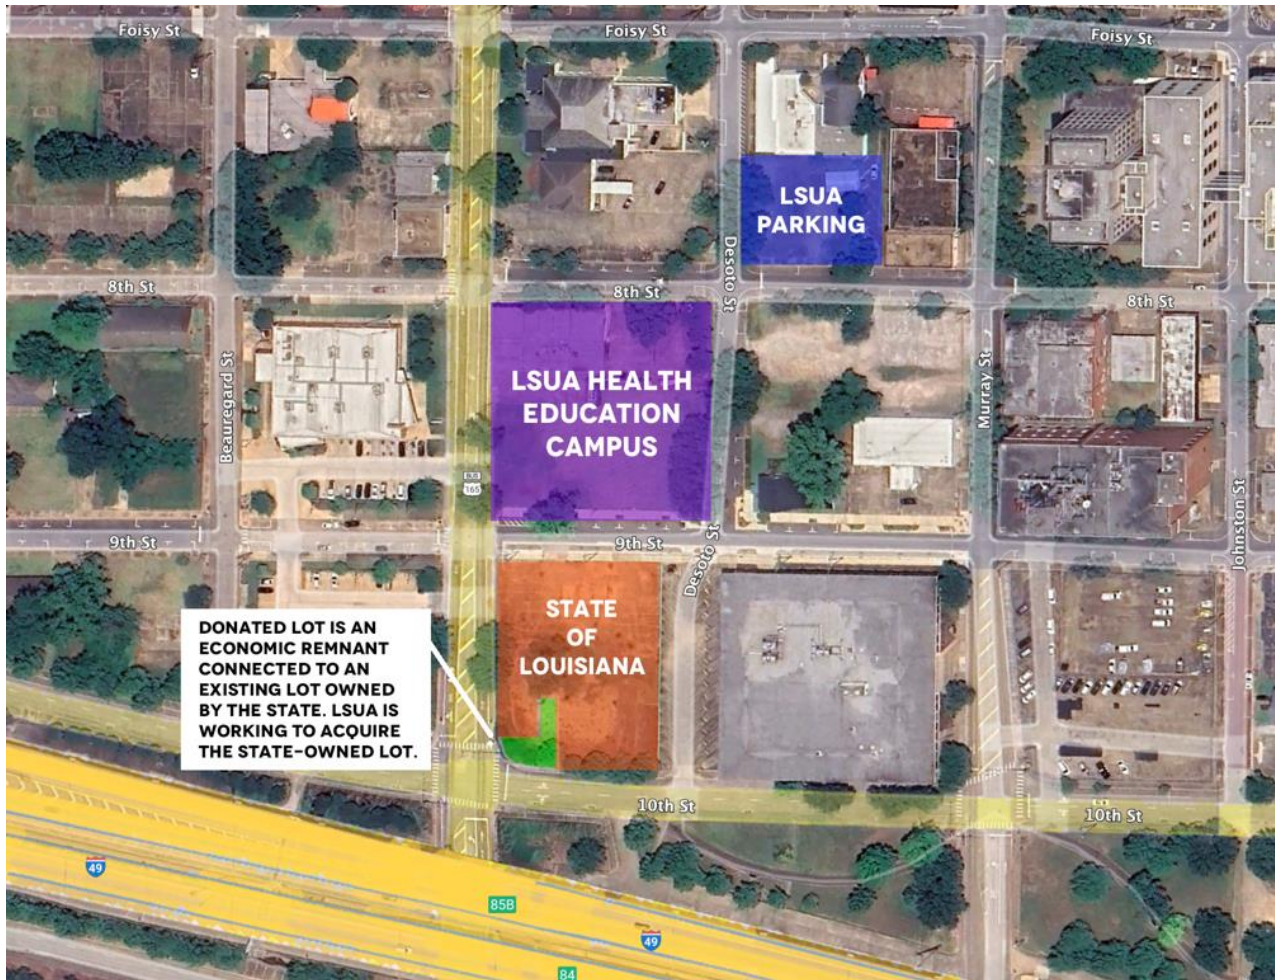 Foisy St
Foisy St
Foisy St
LSUA
PARKING
Desoto St
8th St
8th St
8th St
Beauregard St
LSUA HEALTH
EDUCATION
CAMPUS
Murray St
BUS
165
9th St
9th St
Desoto St
Johnston St
STATE
OF
LOUISIANA
DONATED LOT IS AN
ECONOMIC REMNANT
CONNECTED TO AN
EXISTING LOT OWNED
BY THE STATE. LSUA IS
WORKING TO ACQUIRE
THE STATE-OWNED LOT.
10th St
10th St
49
85B
49
84